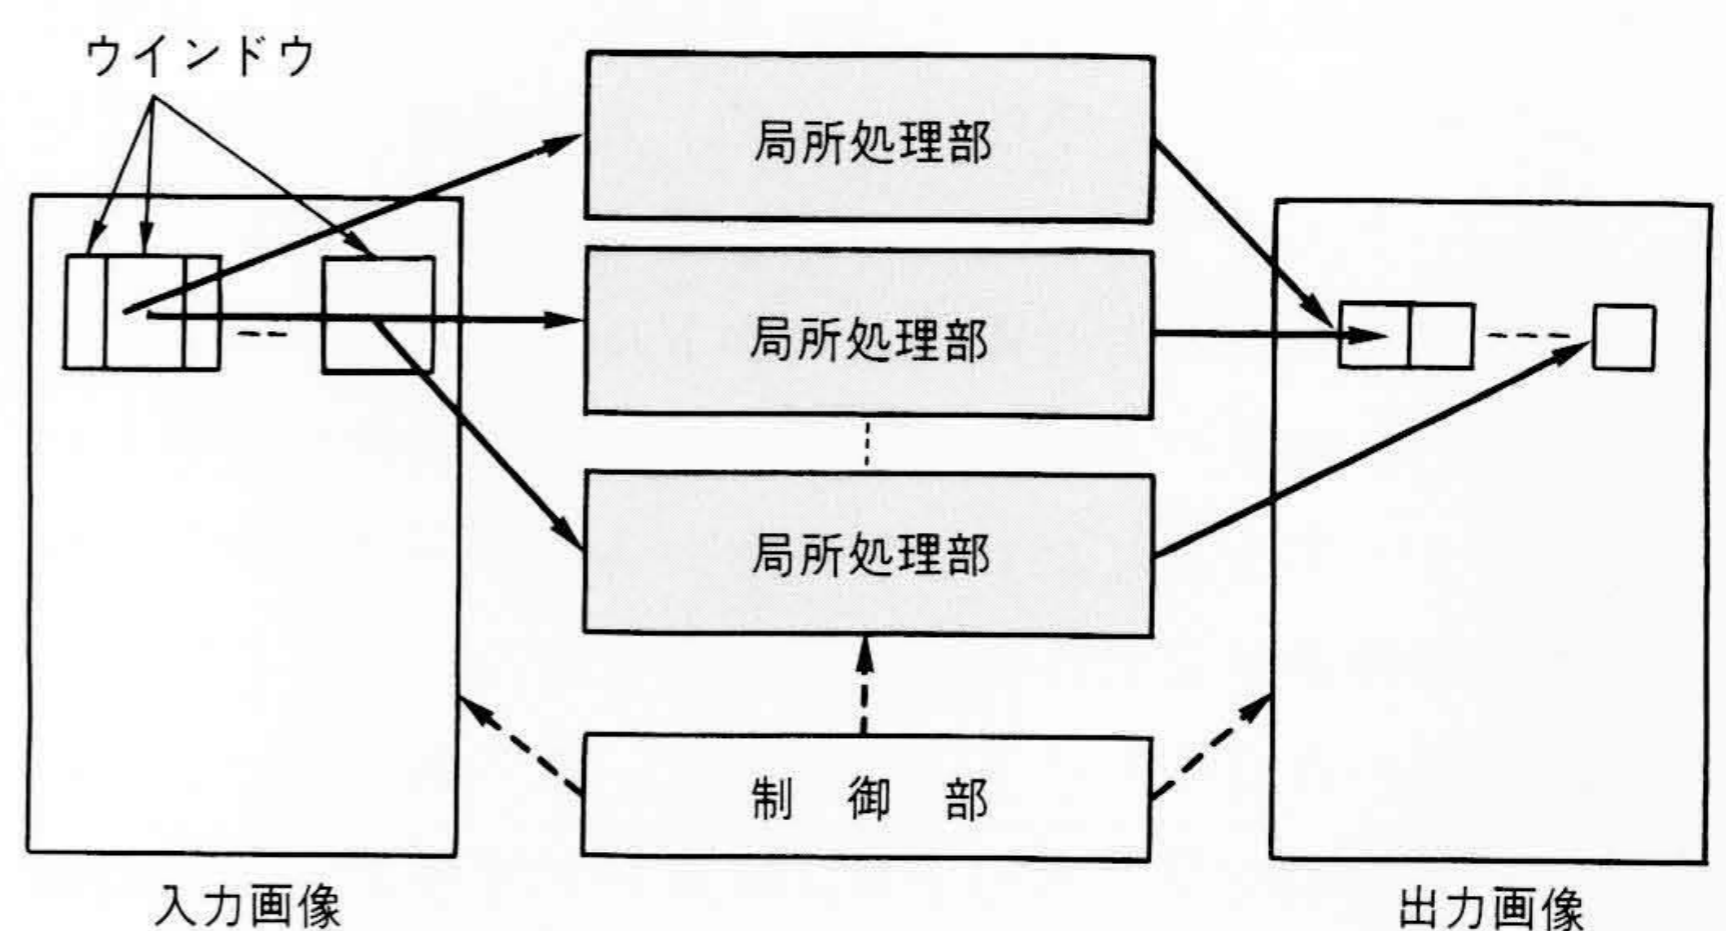 ウインドウ
局所処理部
局所処理部
局所処理部
制 御 部
入力画像
出力画像